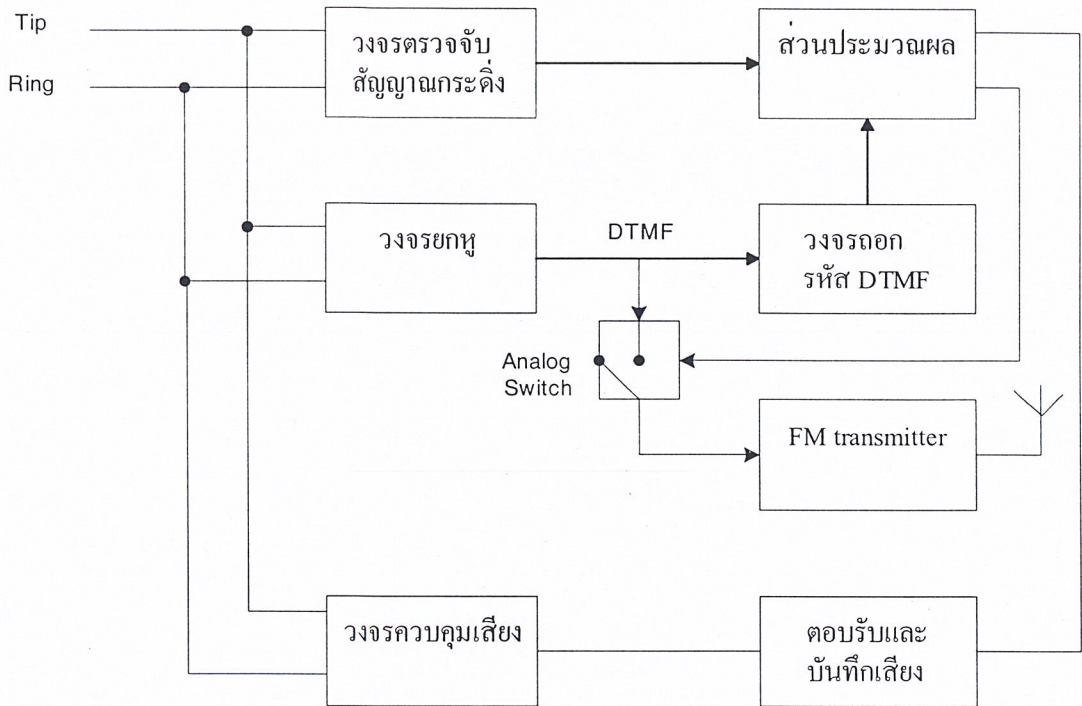 Tip
Ring
วงจรตรวจจับ
สัญญาณกระดิ่ง
ส่วนประมวณผล
วงจรยกหู
DTMF
วงจรถอก
รหัส DTMF
Analog
Switch
FM transmitter
วงจรควบคุมเสียง
ตอบรับและ
บันทึกเสียง